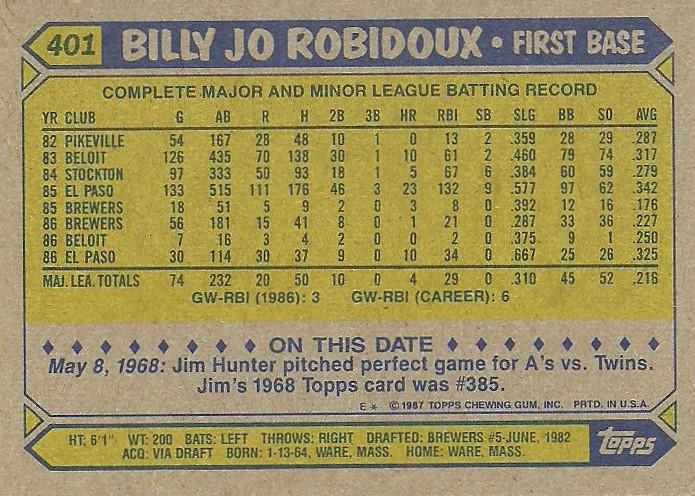 401 BILLY JO ROBIDOUX • FIRST BASE
COMPLETE MAJOR AND MINOR LEAGUE BATTING RECORD
YR CLUB G AB R H 2B 3B HR RBI SB SLG BB SO AVG
82 PIKEVILLE 54 167 28 48 10 1 0 13 2 .359 28 29 .287
83 BELOIT 126 435 70 138 30 1 10 61 2 .460 79 74 .317
84 STOCKTON 97 333 50 93 18 1 5 67 6 .384 60 59 .279
85 EL PASO 133 515 111 176 46 3 23 132 9 .577 97 62 .342
85 BREWERS 18 51 5 9 2 0 3 8 0 .392 12 16 .176
86 BREWERS 56 181 15 41 8 0 1 21 0 .287 33 36 .227
86 BELOIT 7 16 3 4 2 0 0 2 0 .375 9 1 .250
86 EL PASO 30 114 30 37 9 0 10 34 0 .667 25 26 .325
MAJ. LEA. TOTALS 74 232 20 50 10 0 4 29 0 .310 45 52 .216
GW-RBI (1986): 3 GW-RBI (CAREER): 6
ON THIS DATE
May 8, 1968: Jim Hunter pitched perfect game for A's vs. Twins.
Jim's 1968 Topps card was #385.
E * © 1987 TOPPS CHEWING GUM, INC. PRTD. IN U.S.A.
HT: 6'1" WT: 200 BATS: LEFT THROWS: RIGHT DRAFTED: BREWERS #5-JUNE, 1982
ACQ: VIA DRAFT BORN: 1-13-64, WARE, MASS. HOME: WARE, MASS.
topps